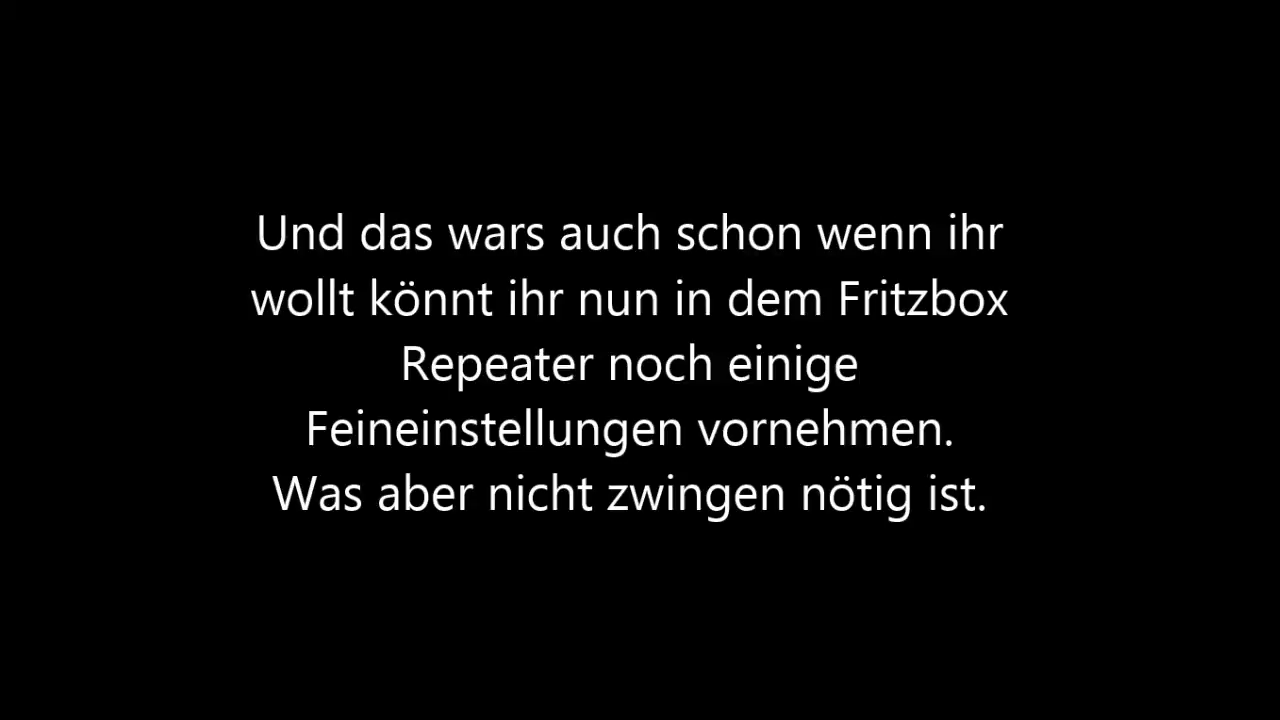 Und das wars auch schon wenn ihr
wollt könnt ihr nun in dem Fritzbox
Repeater noch einige
Feineinstellungen vornehmen.
Was aber nicht zwingen nötig ist.